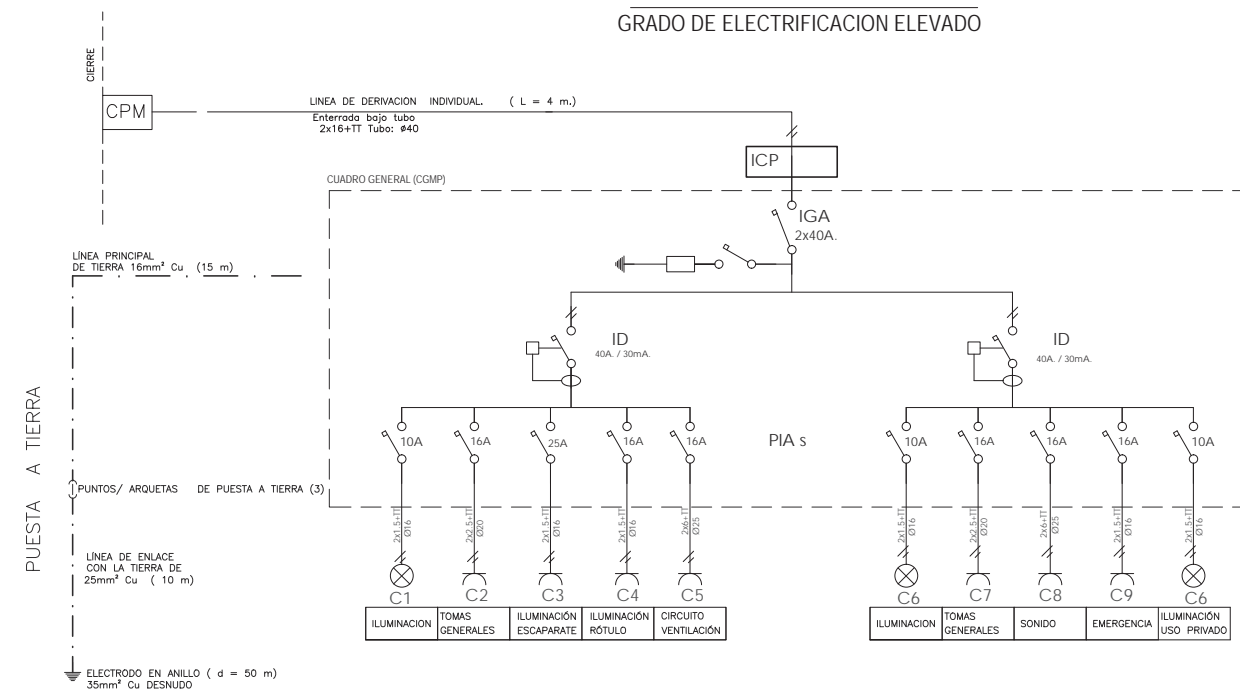 GRADO DE ELECTRIFICACION ELEVADO
CIERRE
CPM
LINEA DE DERIVACION INDIVIDUAL. ( L = 4 m.)
Enterrada bajo tubo
2x16+TT Tubo: ø40
ICP
CUADRO GENERAL (CGMP)
IGA
2x40A.
LÍNEA PRINCIPAL
DE TIERRA 16mm² Cu (15 m)
ID
40A. / 30mA.
ID
40A. / 30mA.
PUESTA A TIERRA
10A
16A
25A
16A
16A
PIA s
10A
16A
16A
16A
10A
PUNTOS/ ARQUETAS DE PUESTA A TIERRA (3)
2x1.5+TT
Ø16
2x2.5+TT
Ø20
2x1.5+TT
Ø16
2x1.5+TT
Ø16
2x6+TT
Ø25
2x1.5+TT
Ø16
2x2.5+TT
Ø20
2x6+TT
Ø25
2x1.5+TT
Ø16
2x1.5+TT
Ø16
LÍNEA DE ENLACE
CON LA TIERRA DE
25mm² Cu ( 10 m)
C1
C2
C3
C4
C5
C6
C7
C8
C9
C6
ILUMINACION
TOMAS
GENERALES
ILUMINACIÓN
ESCAPARATE
ILUMINACIÓN
RÓTULO
CIRCUITO
VENTILACIÓN
ILUMINACION
TOMAS
GENERALES
SONIDO
EMERGENCIA
ILUMINACIÓN
USO PRIVADO
ELECTRODO EN ANILLO ( d = 50 m)
35mm² Cu DESNUDO